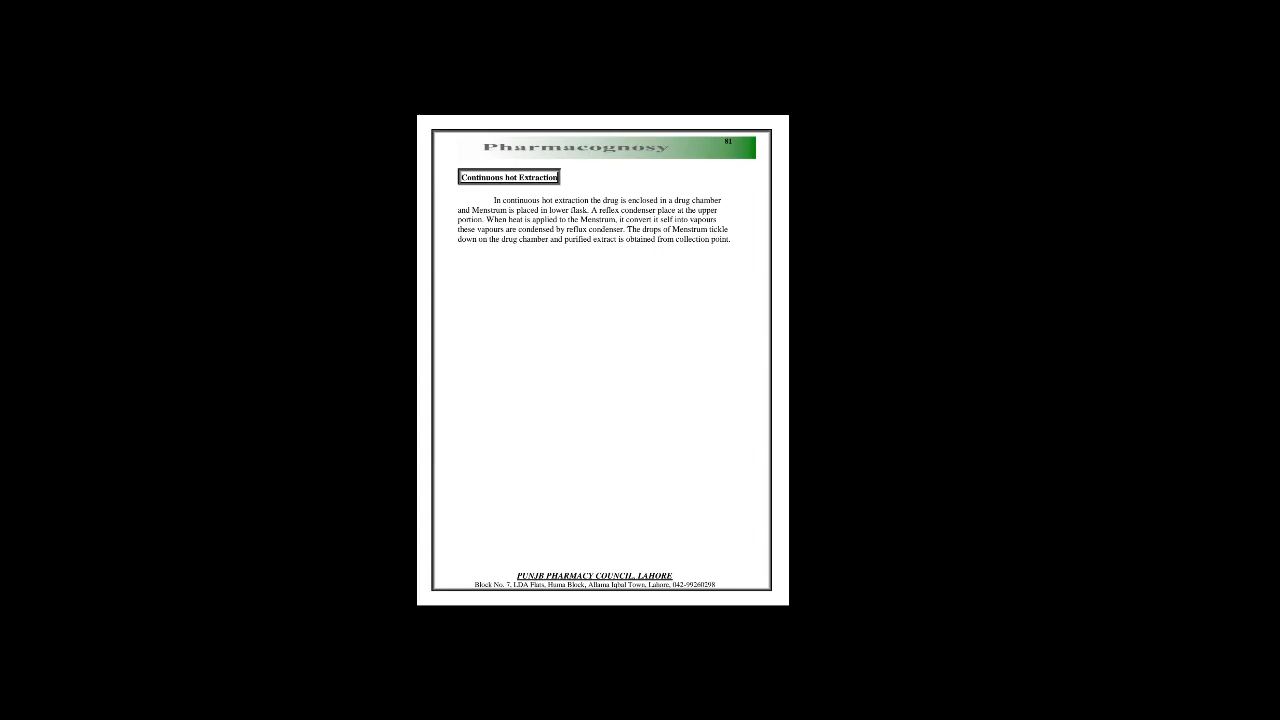 Pharmacognosy 81
Continuous hot Extraction
In continuous hot extraction the drug is enclosed in a drug chamber
and Menstrum is placed in lower flask. A reflex condenser place at the upper
portion. When heat is applied to the Menstrum, it convert it self into vapours
these vapours are condensed by reflux condenser. The drops of Menstrum tickle
down on the drug chamber and purified extract is obtained from collection point.
PUNJB PHARMACY COUNCIL, LAHORE
Block No. 7, LDA Flats, Huma Block, Allama Iqbal Town, Lahore, 042-99260298